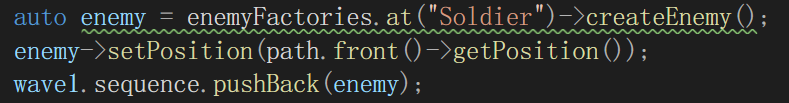 auto enemy = enemyFactories.at("Soldier")->createEnemy();
enemy->setPosition(path.front()->getPosition());
wave1.sequence.pushBack(enemy);